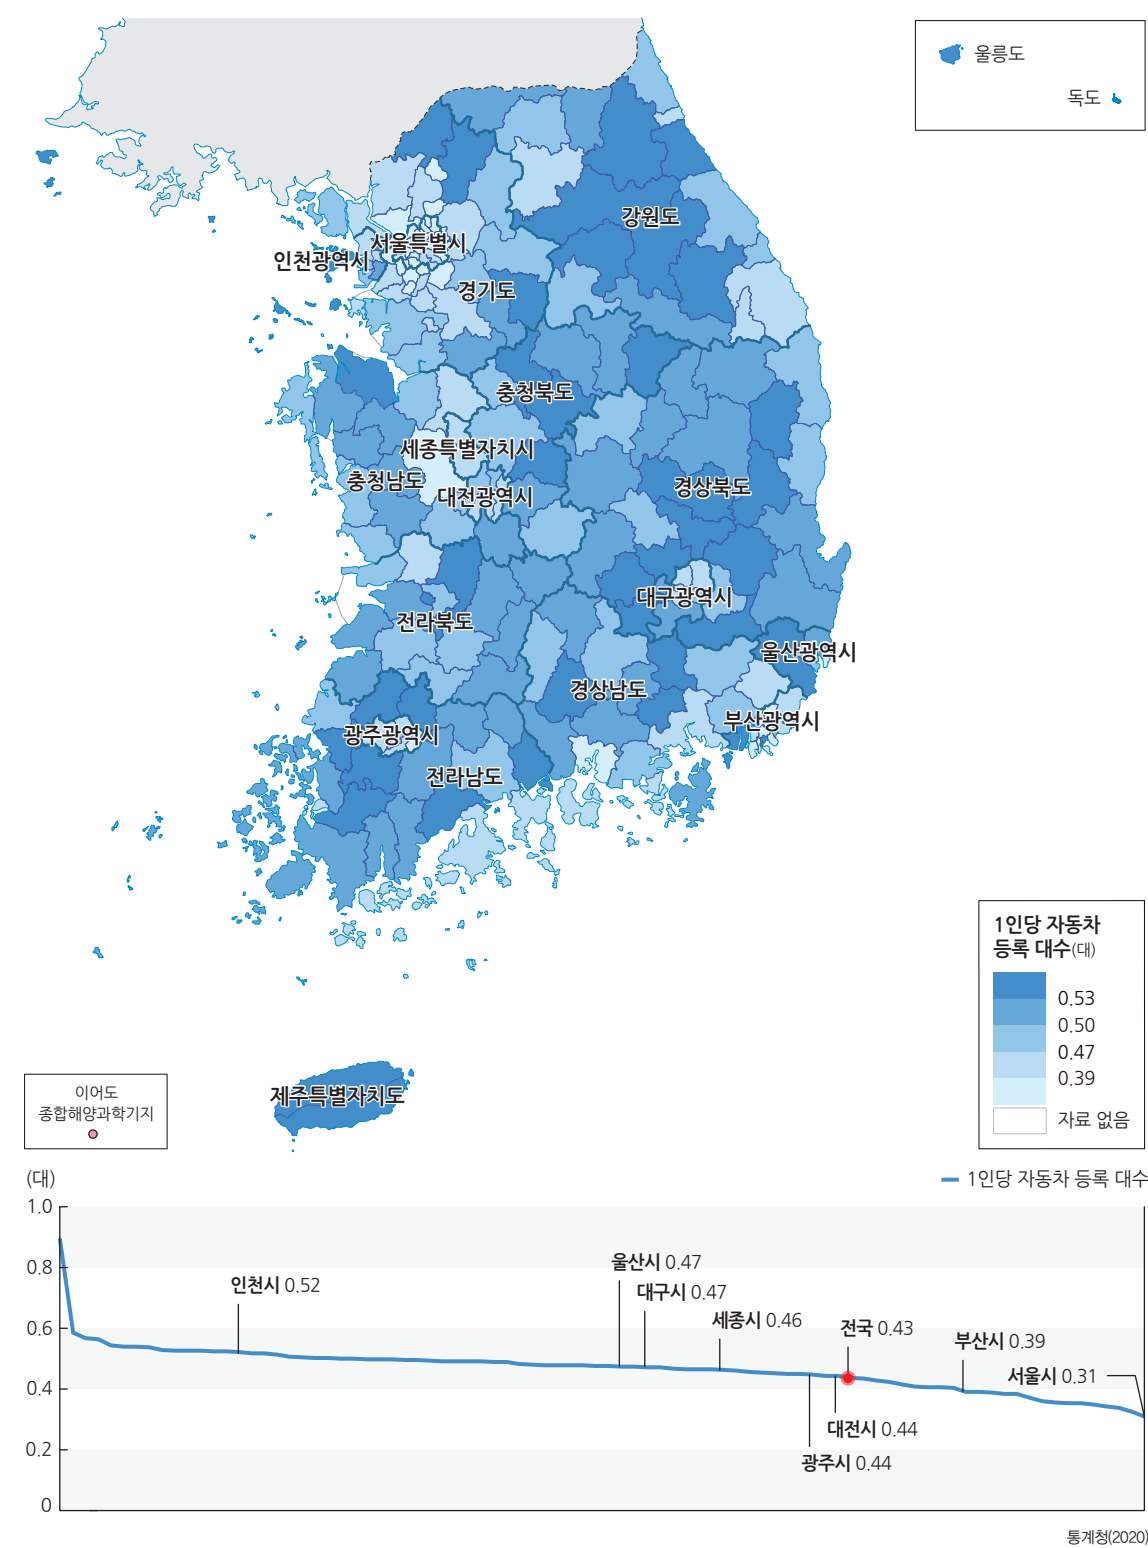 울릉도
독도
강원도
서울특별시
인천광역시
경기도
충청북도
세종특별자치시
충청남도
경상북도
대전광역시
대구광역시
전라북도
울산광역시
경상남도
부산광역시
광주광역시
전라남도
제주특별자치도
1인당 자동차
등록 대수(대)
0.53
0.50
0.47
0.39
자료 없음
이어도
종합해양과학기지
(대)
1인당 자동차 등록 대수
1.0
0.8
0.6
0.4
0.2
0
인천시 0.52
울산시 0.47
대구시 0.47
세종시 0.46
전국 0.43
부산시 0.39
서울시 0.31
대전시 0.44
광주시 0.44
통계청(2020)